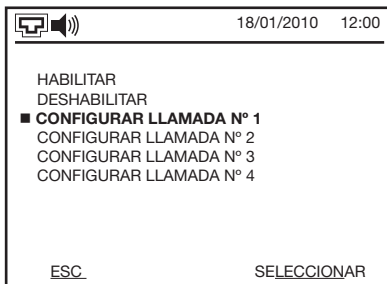 18/01/2010 12:00
HABILITAR
DESHABILITAR
CONFIGURAR LLAMADA Nº 1
CONFIGURAR LLAMADA Nº 2
CONFIGURAR LLAMADA Nº 3
CONFIGURAR LLAMADA Nº 4
ESC SELECCIONAR